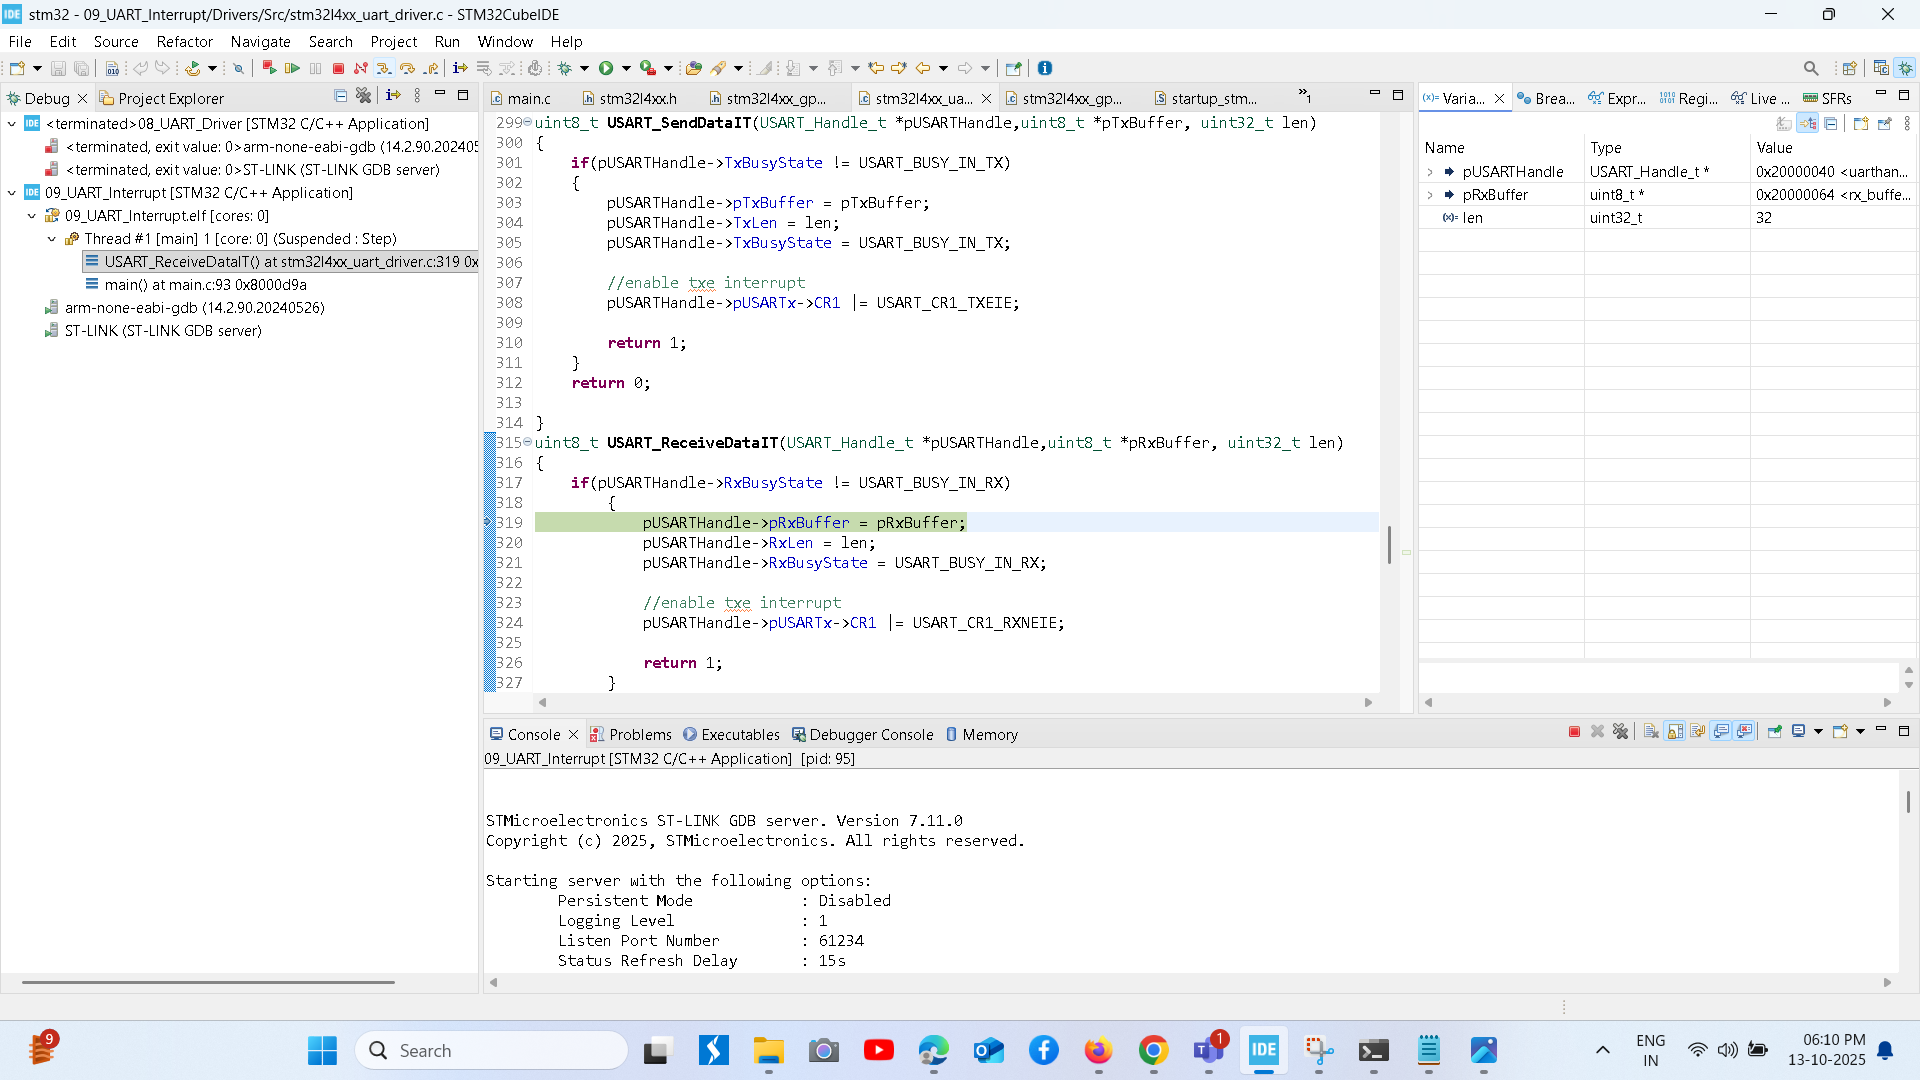 IDE stm32 - 09_UART_Interrupt/Drivers/Src/stm32l4xx_uart_driver.c - STM32CubeIDE
File Edit Source Refactor Navigate Search Project Run Window Help
Debug Project Explorer
<terminated>08_UART_Driver [STM32 C/C++ Application]
<terminated, exit value: 0>arm-none-eabi-gdb (14.2.90.202405
<terminated, exit value: 0>ST-LINK (ST-LINK GDB server)
IDE 09_UART_Interrupt [STM32 C/C++ Application]
09_UART_Interrupt.elf [cores: 0]
Thread #1 [main] 1 [core: 0] (Suspended : Step)
USART_ReceiveDataIT() at stm32l4xx_uart_driver.c:319 0x
main() at main.c:93 0x8000d9a
arm-none-eabi-gdb (14.2.90.20240526)
ST-LINK (ST-LINK GDB server)
main.c stm32l4xx.h stm32l4xx_gp... stm32l4xx_ua... stm32l4xx_gp... startup_stm... »1
299 uint8_t USART_SendDataIT(USART_Handle_t *pUSARTHandle,uint8_t *pTxBuffer, uint32_t len)
300 {
301 if(pUSARTHandle->TxBusyState != USART_BUSY_IN_TX)
302 {
303 pUSARTHandle->pTxBuffer = pTxBuffer;
304 pUSARTHandle->TxLen = len;
305 pUSARTHandle->TxBusyState = USART_BUSY_IN_TX;
306
307 //enable txe interrupt
308 pUSARTHandle->pUSARTx->CR1 |= USART_CR1_TXEIE;
309
310 return 1;
311 }
312 return 0;
313
314 }
315 uint8_t USART_ReceiveDataIT(USART_Handle_t *pUSARTHandle,uint8_t *pRxBuffer, uint32_t len)
316 {
317 if(pUSARTHandle->RxBusyState != USART_BUSY_IN_RX)
318 {
319 pUSARTHandle->pRxBuffer = pRxBuffer;
320 pUSARTHandle->RxLen = len;
321 pUSARTHandle->RxBusyState = USART_BUSY_IN_RX;
322
323 //enable txe interrupt
324 pUSARTHandle->pUSARTx->CR1 |= USART_CR1_RXNEIE;
325
326 return 1;
327 }
(x)= Varia... Brea... Expr... Regi... Live ... SFRs
Name Type Value
pUSARTHandle USART_Handle_t * 0x20000040 <uarthan...
pRxBuffer uint8_t * 0x20000064 <rx_buffe...
(x)= len uint32_t 32
Console Problems Executables Debugger Console Memory
09_UART_Interrupt [STM32 C/C++ Application] [pid: 95]
STMicroelectronics ST-LINK GDB server. Version 7.11.0
Copyright (c) 2025, STMicroelectronics. All rights reserved.
Starting server with the following options:
Persistent Mode : Disabled
Logging Level : 1
Listen Port Number : 61234
Status Refresh Delay : 15s
9
Search
1
IDE
ENG
IN
06:10 PM
13-10-2025